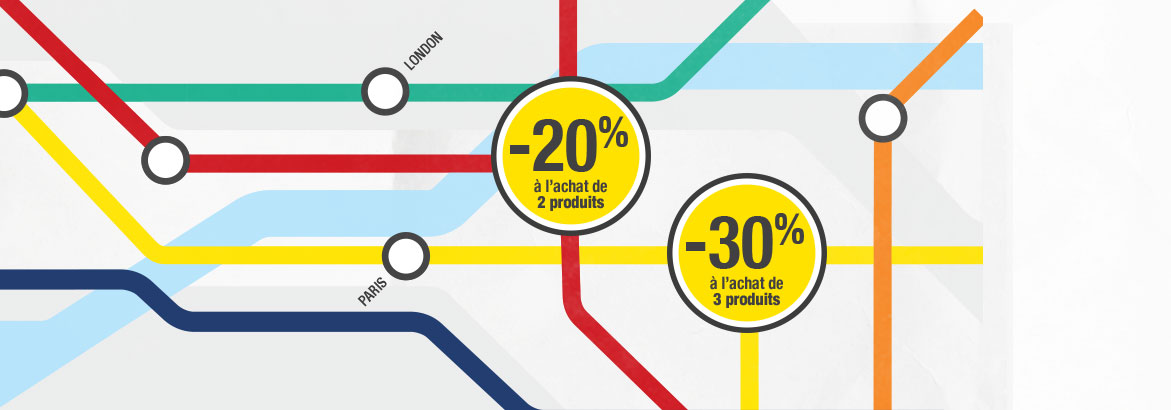 LONDON
-20%
à l'achat de
2 produits
-30%
à l'achat de
3 produits
PARIS